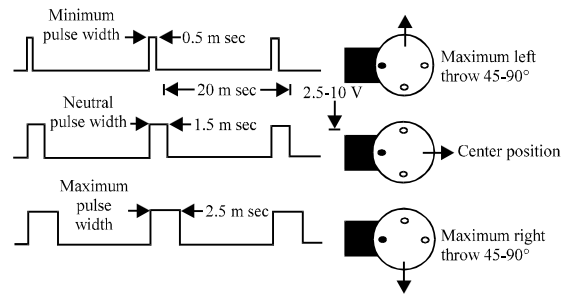 Minimum
pulse width
0.5 m sec
Maximum left
throw 45-90°
20 m sec
2.5-10 V
Neutral
pulse width
1.5 m sec
Center position
Maximum
pulse
width
2.5 m sec
Maximum right
throw 45-90°